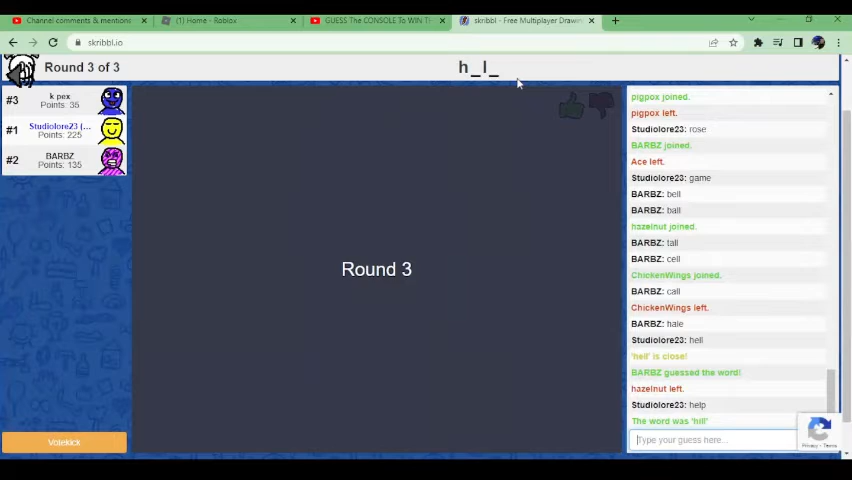 Channel comments & mentions
(1) Home - Roblox
GUESS The CONSOLE To WIN Th
skribbl - Free Multiplayer Drawin
skribbl.io
Round 3 of 3
h_l_
#3
k pex
Points: 35
#1
Studiolore23 (...
Points: 225
#2
BARBZ
Points: 135
Round 3
Votekick
pigpox joined.
pigpox left.
Studiolore23: rose
BARBZ joined.
Ace left.
Studiolore23: game
BARBZ: bell
BARBZ: ball
hazelnut joined.
BARBZ: tall
BARBZ: cell
ChickenWings joined.
BARBZ: call
ChickenWings left.
BARBZ: hale
Studiolore23: hell
'hell' is close!
BARBZ guessed the word!
hazelnut left.
Studiolore23: help
The word was 'hill'
Type your guess here...
Privacy - Terms